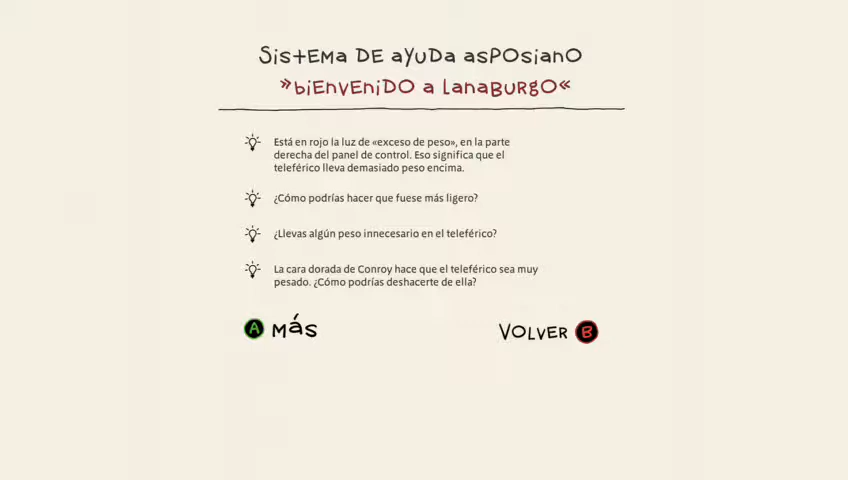 Sistema de ayuda asposiano
»bienvenido a Lanaburgo«
Está en rojo la luz de «exceso de peso», en la parte
derecha del panel de control. Eso significa que el
teleférico lleva demasiado peso encima.
¿Cómo podrías hacer que fuese más ligero?
¿Llevas algún peso innecesario en el teleférico?
La cara dorada de Conroy hace que el teleférico sea muy
pesado. ¿Cómo podrías deshacerte de ella?
A más
Volver B